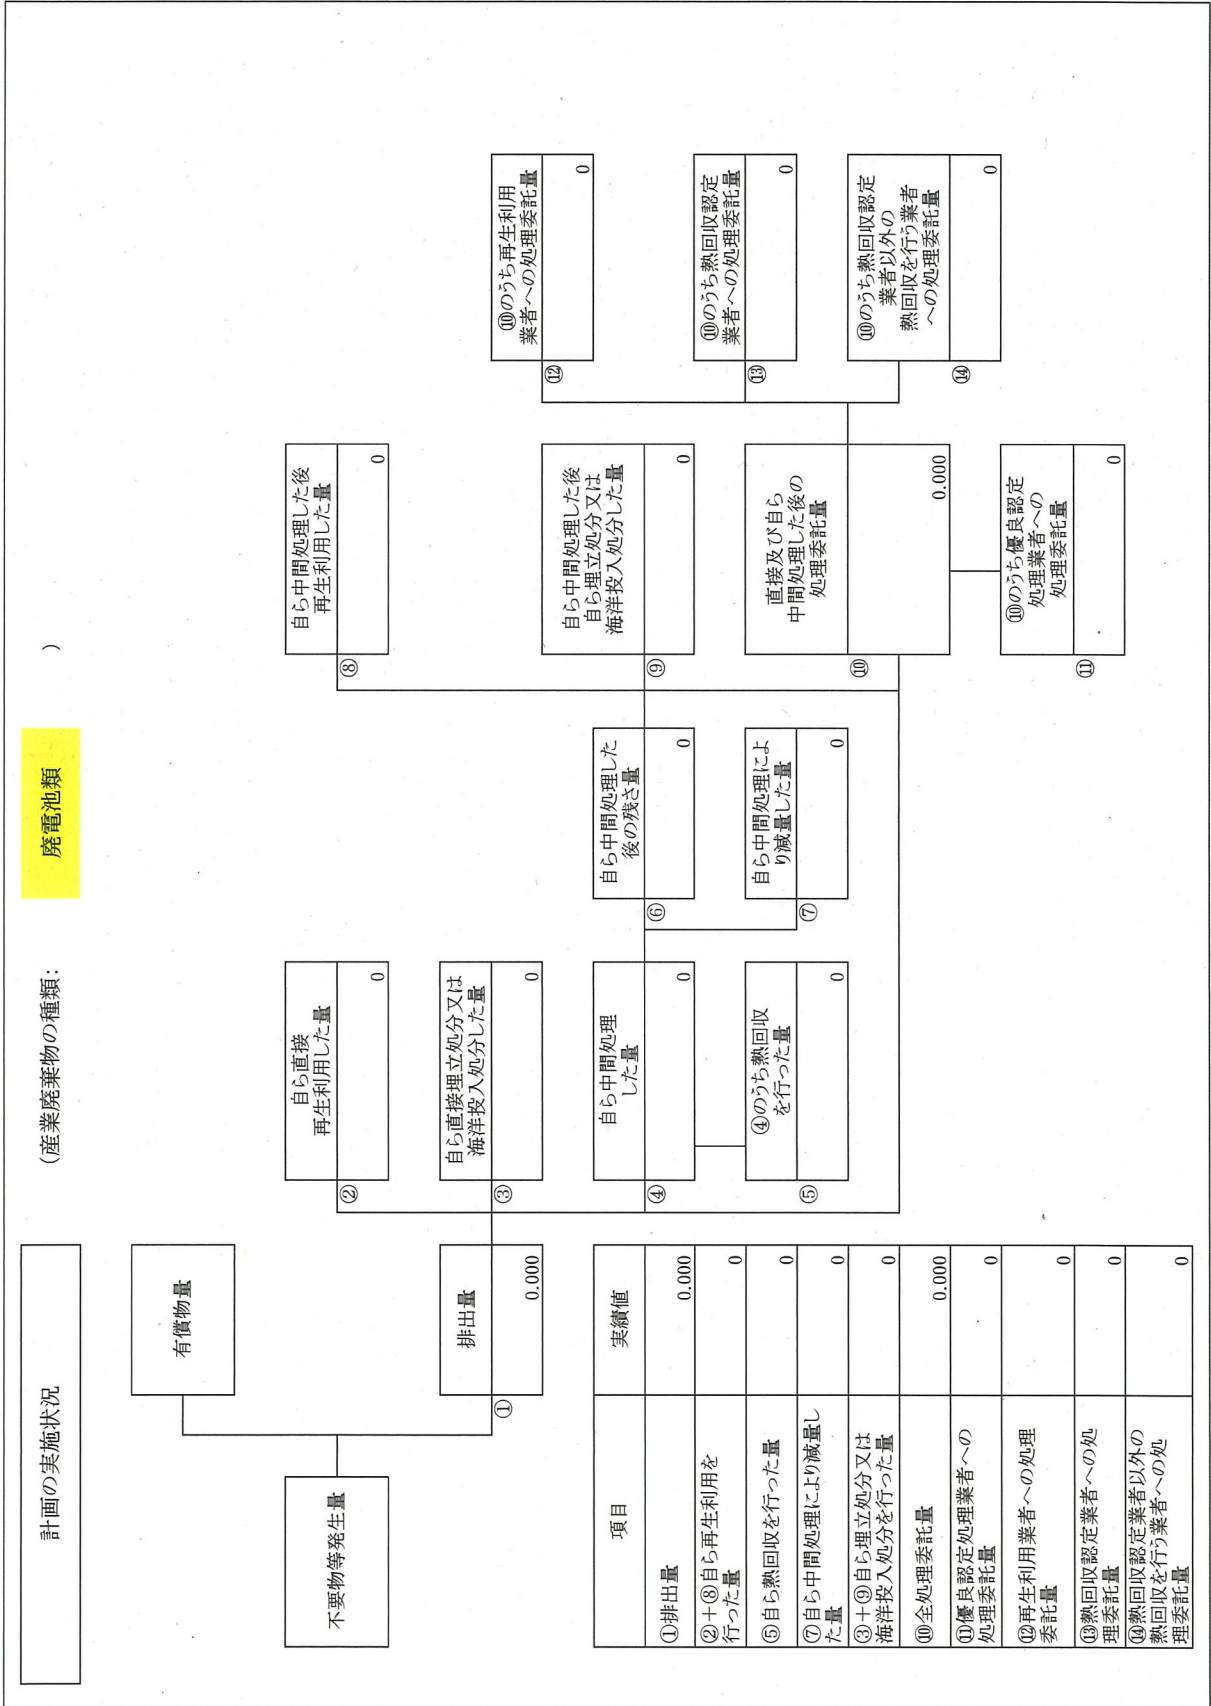 計画の実施状況
(産業廃棄物の種類:
廃電池類
)
不要物等発生量
有償物量
排出量
①
0.000
自ら直接
再生利用した量
②
0
自ら直接埋立処分又は
海洋投入処分した量
③
0
自ら中間処理
した量
④
0
④のうち熱回収
を行った量
⑤
0
自ら中間処理した
後の残さ量
⑥
0
自ら中間処理によ
り減量した量
⑦
0
自ら中間処理した後
再生利用した量
⑧
0
自ら中間処理した後
自ら埋立処分又は
海洋投入処分した量
⑨
0
直接及び自ら
中間処理した後の
処理委託量
⑩
0.000
⑩のうち優良認定
処理業者への
処理委託量
⑪
0
⑩のうち再生利用
業者への処理委託量
⑫
0
⑩のうち熱回収認定
業者への処理委託量
⑬
0
⑩のうち熱回収認定
業者以外の
熱回収を行う業者
への処理委託量
⑭
0
項目
実績値
①排出量
0.000
②+⑧自ら再生利用を
行った量
0
⑤自ら熱回収を行った量
0
⑦自ら中間処理により減量し
た量
0
③+⑨自ら埋立処分又は
海洋投入処分を行った量
0
⑩全処理委託量
0.000
⑪優良認定処理業者への
処理委託量
0
⑫再生利用業者への処理
委託量
0
⑬熱回収認定業者への処
理委託量
0
⑭熱回収認定業者以外の
熱回収を行う業者への処
理委託量
0